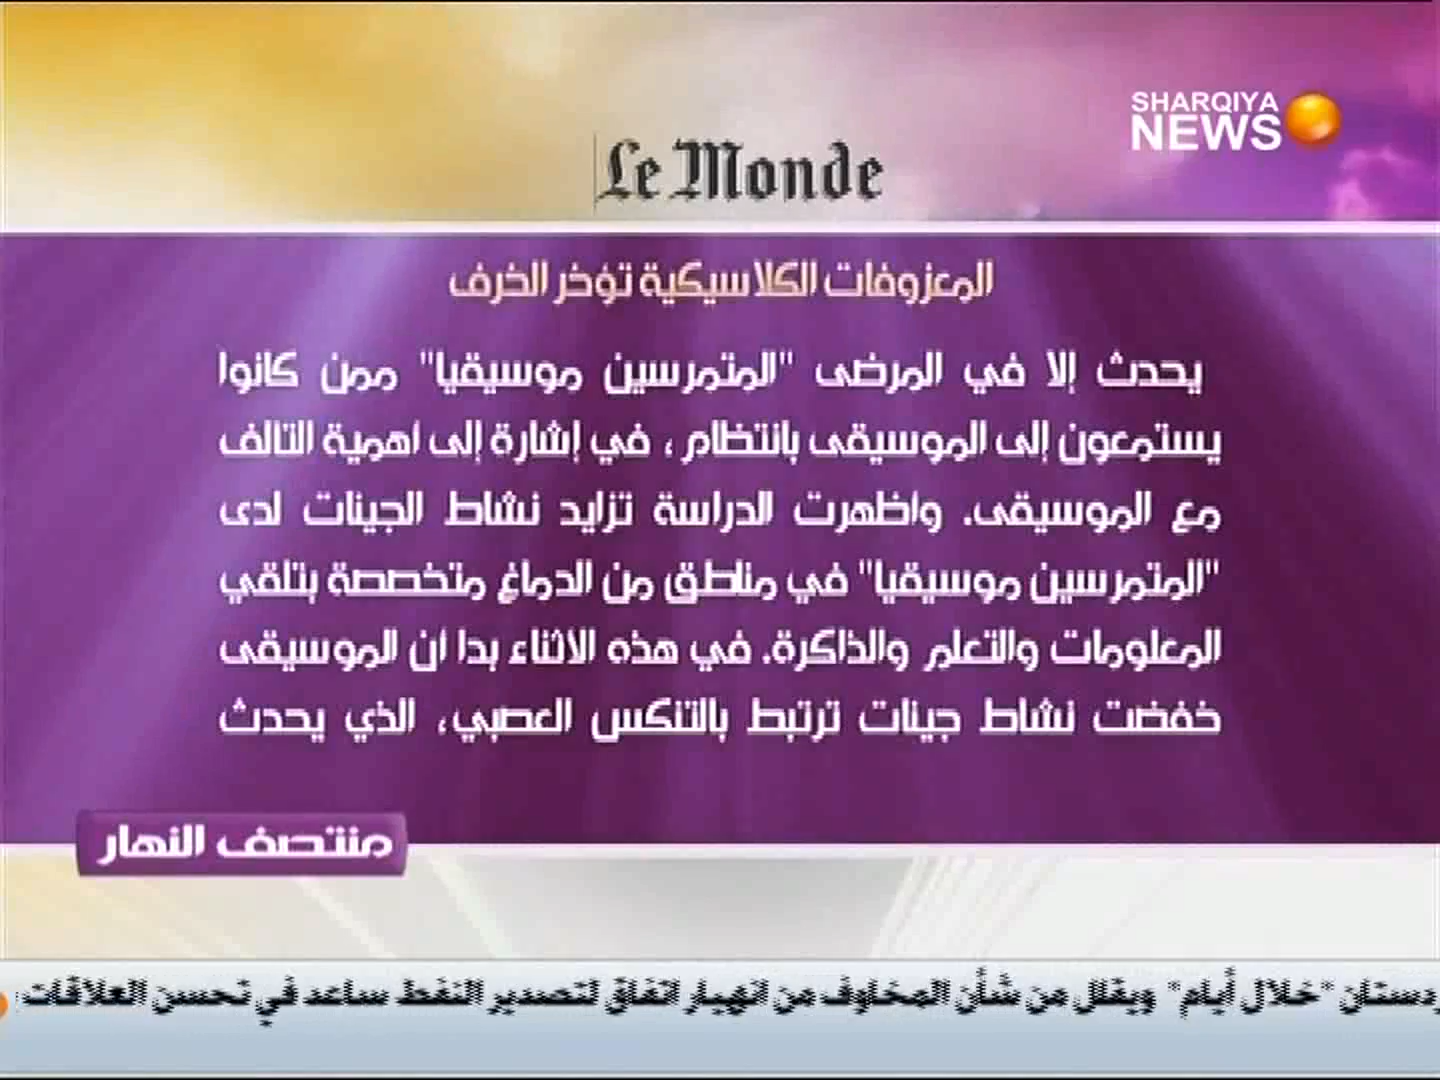 SHARQIYA
NEWS
Le Monde
المعزوفات الكلاسيكية تؤخر الخرف
يحدث إلا في المرضى "المتمرسين موسيقيا" ممن كانوا
يستمعون إلى الموسيقى بانتظام، في إشارة إلى اهمية التالف
مع الموسيقى. واظهرت الدراسة تزايد نشاط الجينات لدى
"المتمرسين موسيقيا" في مناطق من الدماغ متخصصة بتلقي
المعلومات والتعلم والذاكرة. في هذه الاثناء بدا ان الموسيقى
خفضت نشاط جينات ترتبط بالتنكس العصبي، الذي يحدث
منتصف النهار
دستان "خلال أيام" ويقلل من شأن المخاوف من انهيار اتفاق لتصدير النفط ساعد في تحسن العلاقات